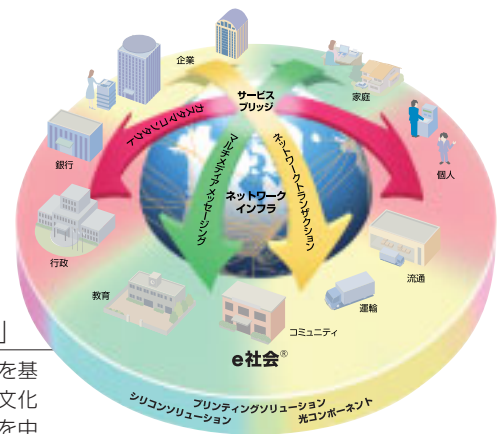 企業
家庭
サービス
ブリッジ
カスタマコンタクト
個人
銀行
マルチメディアメッセージング
ネットワークトランザクション
ネットワーク
インフラ
行政
流通
教育
運輸
コミュニティ
e社会®
」
を基
文化
を中
シリコンソリューション
プリンティングソリューション
光コンポーネント